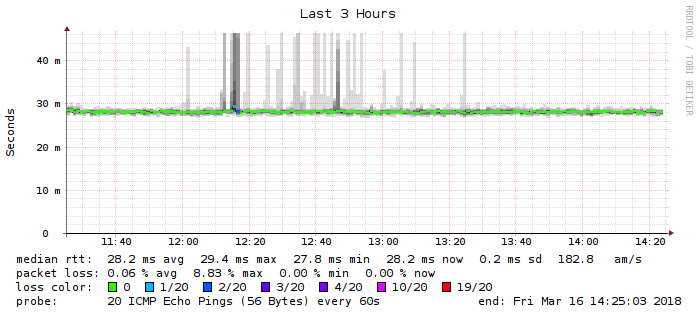 Last 3 Hours
RRDTOOL / TOBI OETIKER
Seconds
40 m
30 m
20 m
10 m
0
11:40 12:00 12:20 12:40 13:00 13:20 13:40 14:00 14:20
median rtt: 28.2 ms avg 29.4 ms max 27.8 ms min 28.2 ms now 0.2 ms sd 182.8 am/s
packet loss: 0.06 % avg 8.83 % max 0.00 % min 0.00 % now
loss color: 0 1/20 2/20 3/20 4/20 10/20 19/20
probe: 20 ICMP Echo Pings (56 Bytes) every 60s end: Fri Mar 16 14:25:03 2018